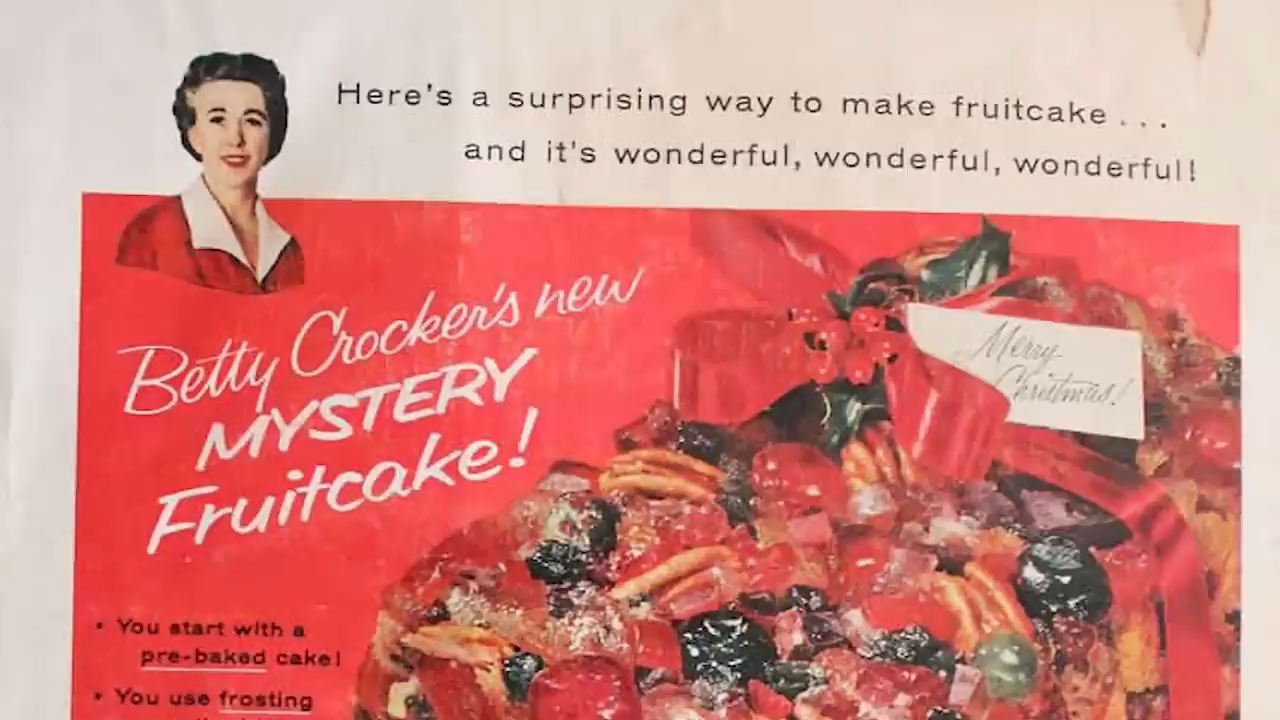 Here's a surprising way to make fruitcake . . .
and it's wonderful, wonderful, wonderful!
Betty Crocker's new
MYSTERY
Fruitcake!
Merry
Christmas!
• You start with a
pre-baked cake!
• You use frosting